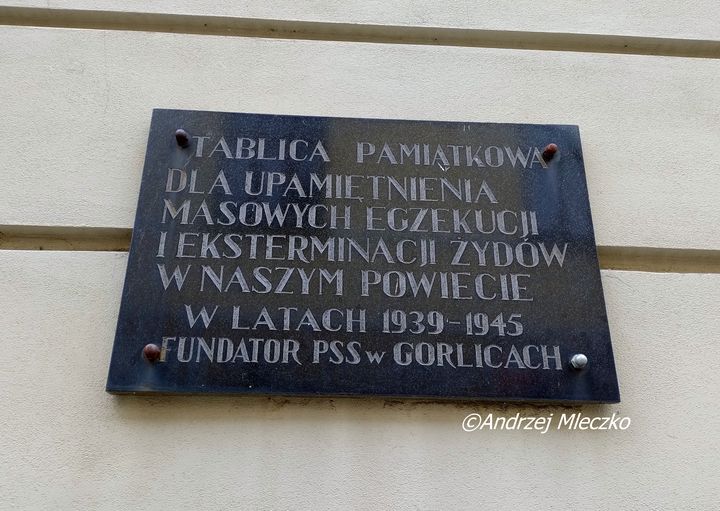 TABLICA PAMIĄTKOWA
DLA UPAMIĘTNIENIA
MASOWYCH EGZEKUCJI
I EKSTERMINACJI ŻYDÓW
W NASZYM POWIECIE
W LATACH 1939-1945
FUNDATOR PSS w GORLICACH
©Andrzej Mleczko